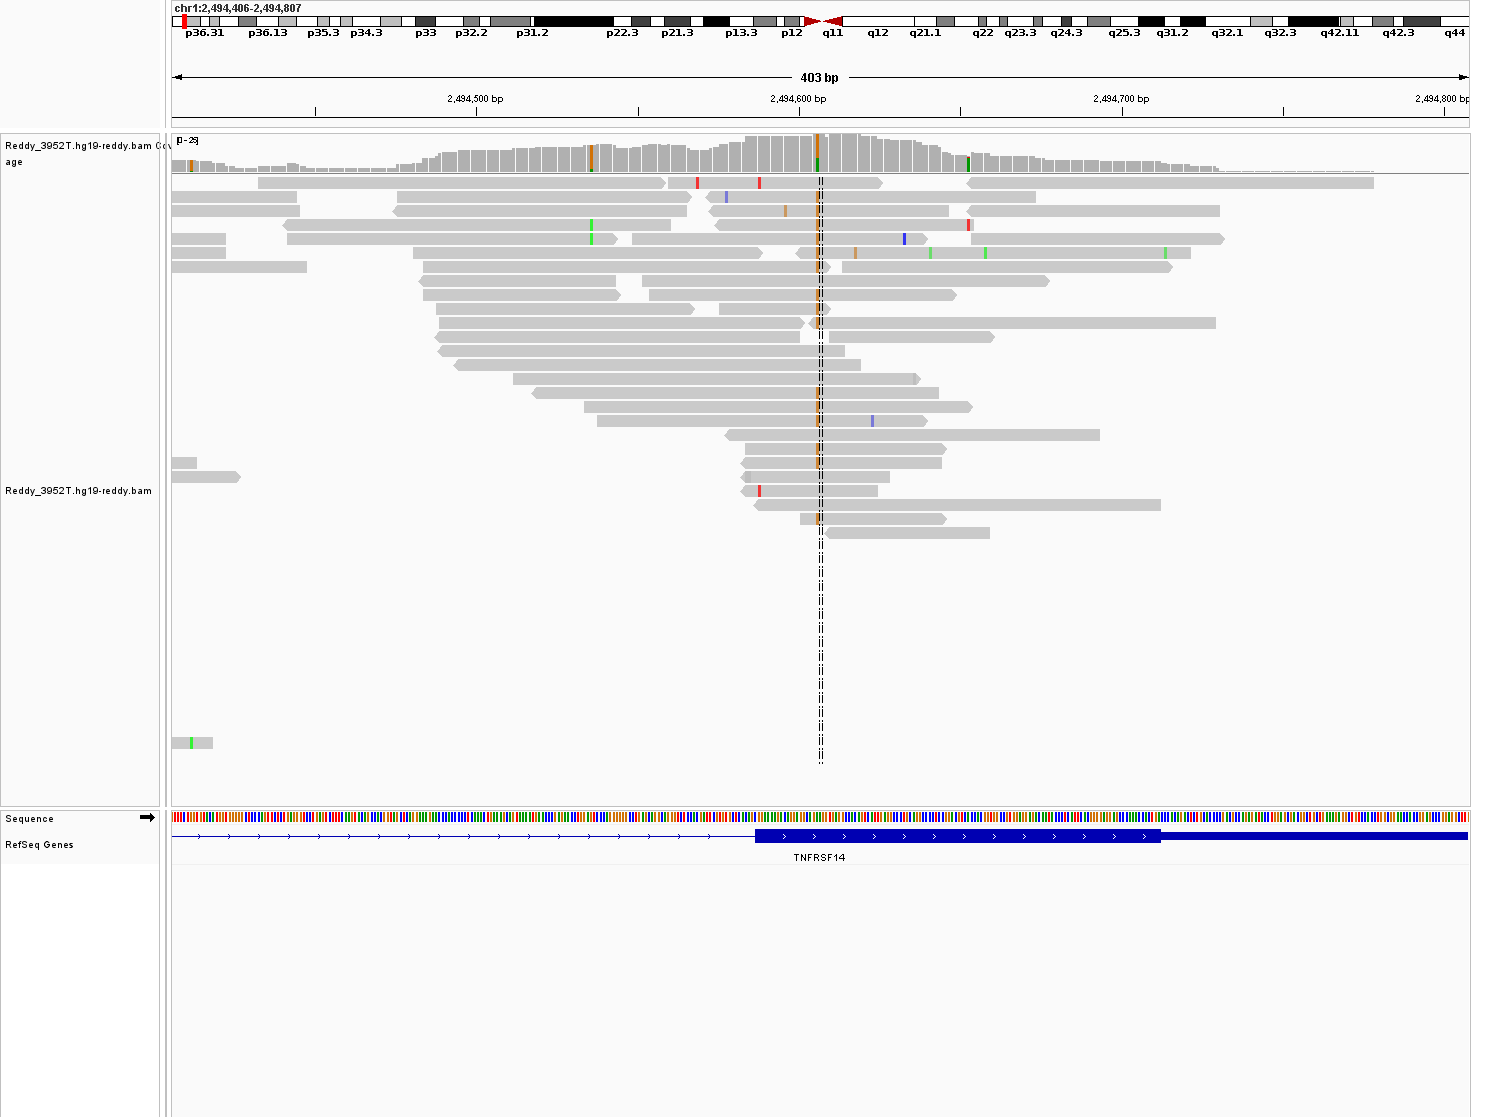 chr1:2,494,406-2,494,807
p36.31 p36.13 p35.3 p34.3 p33 p32.2 p31.2 p22.3 p21.3 p13.3 p12 q11 q12 q21.1 q22 q23.3 q24.3 q25.3 q31.2 q32.1 q32.3 q42.11 q42.3 q44
403 bp
2,494,500 bp 2,494,600 bp 2,494,700 bp 2,494,800 bp
Reddy_3952T.hg19-reddy.bam Cov
age
[0-25]
Reddy_3952T.hg19-reddy.bam
Sequence
RefSeq Genes
TNFRSF14